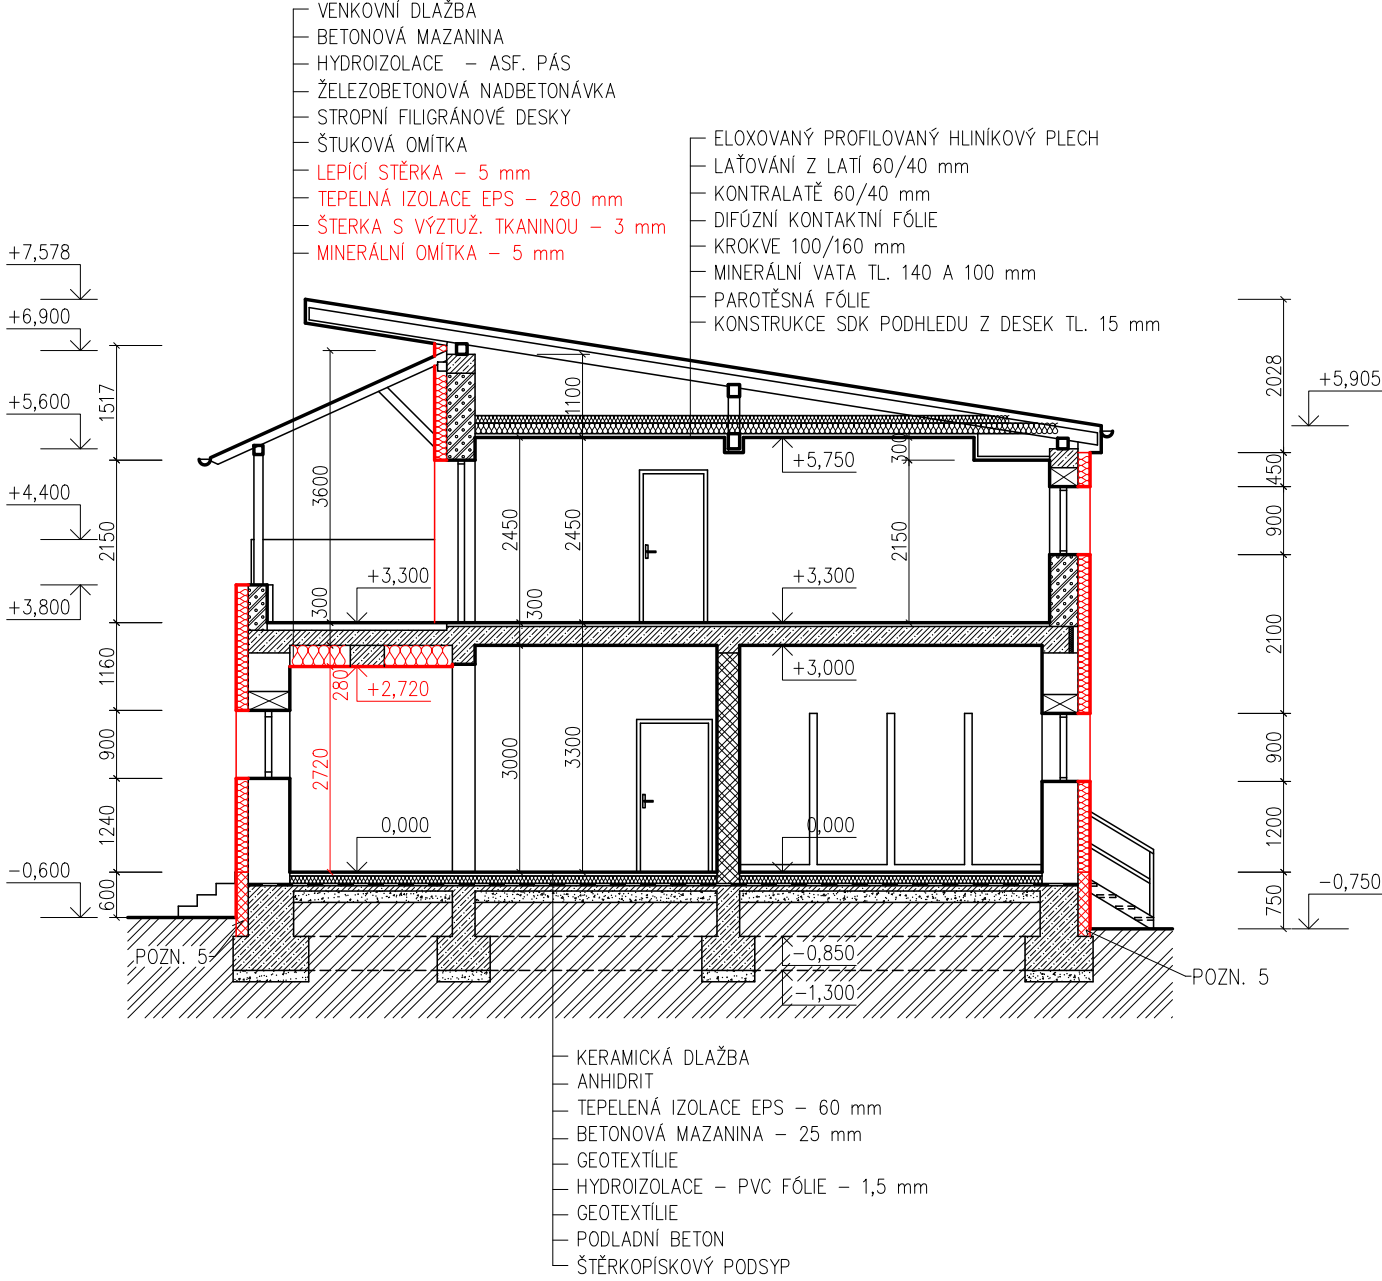 VENKOVNÍ DLAŽBA
BETONOVÁ MAZANINA
HYDROIZOLACE – ASF. PÁS
ŽELEZOBETONOVÁ NADBETONÁVKA
STROPNÍ FILIGRÁNOVÉ DESKY
ŠTUKOVÁ OMÍTKA
LEPÍCÍ STĚRKA – 5 mm
TEPELNÁ IZOLACE EPS – 280 mm
ŠTERKA S VÝZTUŽ. TKANINOU – 3 mm
MINERÁLNÍ OMÍTKA – 5 mm
ELOXOVANÝ PROFILOVANÝ HLINÍKOVÝ PLECH
LAŤOVÁNÍ Z LATÍ 60/40 mm
KONTRALATĚ 60/40 mm
DIFÚZNÍ KONTAKTNÍ FÓLIE
KROKVE 100/160 mm
MINERÁLNÍ VATA TL. 140 A 100 mm
PAROTĚSNÁ FÓLIE
KONSTRUKCE SDK PODHLEDU Z DESEK TL. 15 mm
+7,578
+6,900
+5,600
+4,400
+3,800
-0,600
1517
2150
1160
900
1240
600
3600
300
280
2720
+3,300
+2,720
0,000
2450
3000
300
1100
2450
3300
+5,750
300
2150
+3,300
+3,000
0,000
-0,850
-1,300
2028
450
900
2100
900
1200
750
+5,905
-0,750
POZN. 5
POZN. 5
KERAMICKÁ DLAŽBA
ANHIDRIT
TEPELENÁ IZOLACE EPS – 60 mm
BETONOVÁ MAZANINA – 25 mm
GEOTEXTÍLIE
HYDROIZOLACE – PVC FÓLIE – 1,5 mm
GEOTEXTÍLIE
PODLADNÍ BETON
ŠTĚRKOPÍSKOVÝ PODSYP